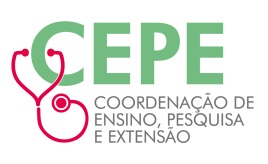 CEPE
COORDENAÇÃO DE
ENSINO, PESQUISA
E EXTENSÃO